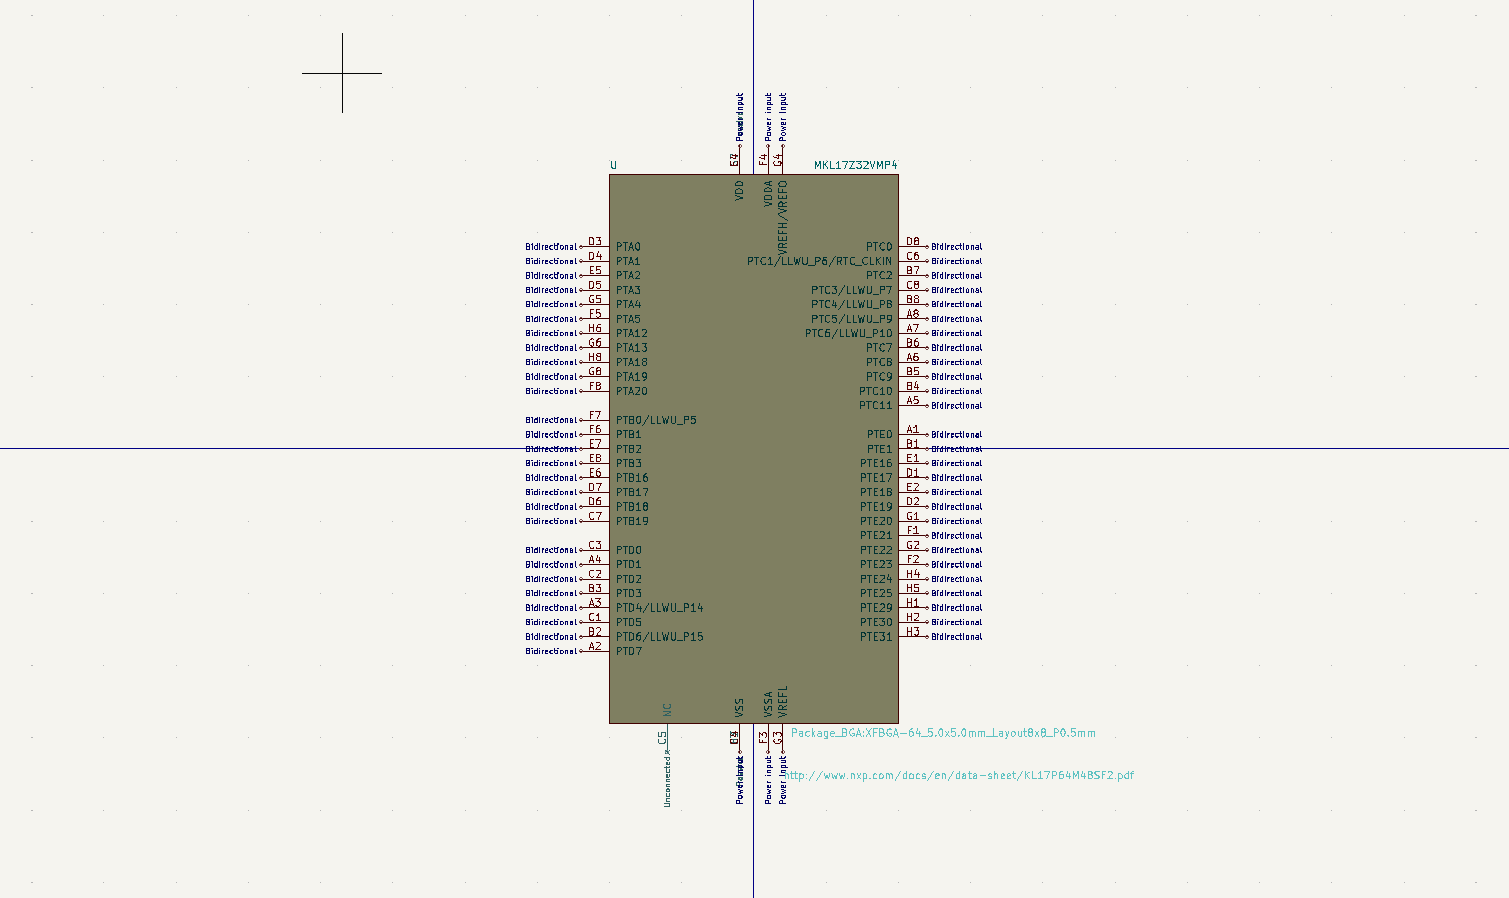 Power Input
Power Input
F4
G4
U
MKL17Z32VMP4
VDD
VDDA
VREFH/VREFO
Bidirectional D3 PTA0 PTC0 D8 Bidirectional
Bidirectional D4 PTA1 PTC1/LLWU_P6/RTC_CLKIN C6 Bidirectional
Bidirectional E5 PTA2 PTC2 B7 Bidirectional
Bidirectional D5 PTA3 PTC3/LLWU_P7 C8 Bidirectional
Bidirectional G5 PTA4 PTC4/LLWU_P8 B8 Bidirectional
Bidirectional F5 PTA5 PTC5/LLWU_P9 A8 Bidirectional
Bidirectional H6 PTA12 PTC6/LLWU_P10 A7 Bidirectional
Bidirectional G6 PTA13 PTC7 B6 Bidirectional
Bidirectional H8 PTA18 PTC8 A6 Bidirectional
Bidirectional G8 PTA19 PTC9 B5 Bidirectional
Bidirectional F8 PTA20 PTC10 B4 Bidirectional
PTC11 A5 Bidirectional
Bidirectional F7 PTB0/LLWU_P5
Bidirectional F6 PTB1 PTE0 A1 Bidirectional
Bidirectional E7 PTB2 PTE1 B1 Bidirectional
Bidirectional E8 PTB3 PTE16 E1 Bidirectional
Bidirectional E6 PTB16 PTE17 D1 Bidirectional
Bidirectional D7 PTB17 PTE18 E2 Bidirectional
Bidirectional D6 PTB18 PTE19 D2 Bidirectional
Bidirectional C7 PTB19 PTE20 G1 Bidirectional
PTE21 F1 Bidirectional
Bidirectional C3 PTD0 PTE22 G2 Bidirectional
Bidirectional A4 PTD1 PTE23 F2 Bidirectional
Bidirectional C2 PTD2 PTE24 H4 Bidirectional
Bidirectional B3 PTD3 PTE25 H5 Bidirectional
Bidirectional A3 PTD4/LLWU_P14 PTE29 H1 Bidirectional
Bidirectional C1 PTD5 PTE30 H2 Bidirectional
Bidirectional B2 PTD6/LLWU_P15 PTE31 H3 Bidirectional
Bidirectional A2 PTD7
NC
VSS
VSSA
VREFL
C5
F3
G3
Package_BGA:XFBGA-64_5.0x5.0mm_Layout8x8_P0.5mm
Unconnected
Power Input
Power Input
http://www.nxp.com/docs/en/data-sheet/KL17P64M48SF2.pdf